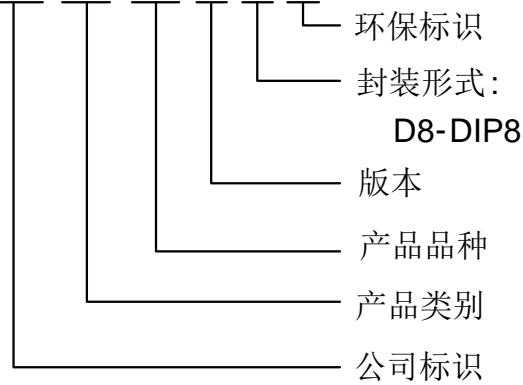 环保标识
封装形式:
D8-DIP8
版本
产品品种
产品类别
公司标识